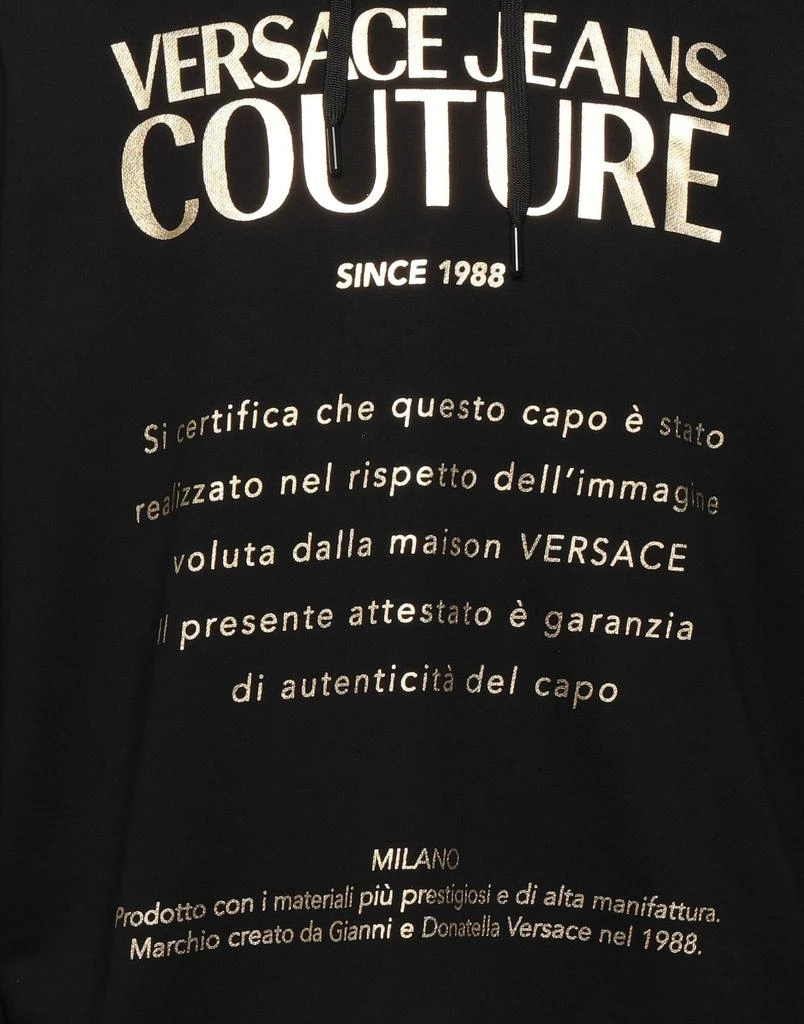 VERSACE JEANS
COUTURE
SINCE 1988
Si certifica che questo capo è stato
realizzato nel rispetto dell'immagine
voluta dalla maison VERSACE
Il presente attestato è garanzia
di autenticità del capo
MILANO
Prodotto con i materiali più prestigiosi e di alta manifattura.
Marchio creato da Gianni e Donatella Versace nel 1988.